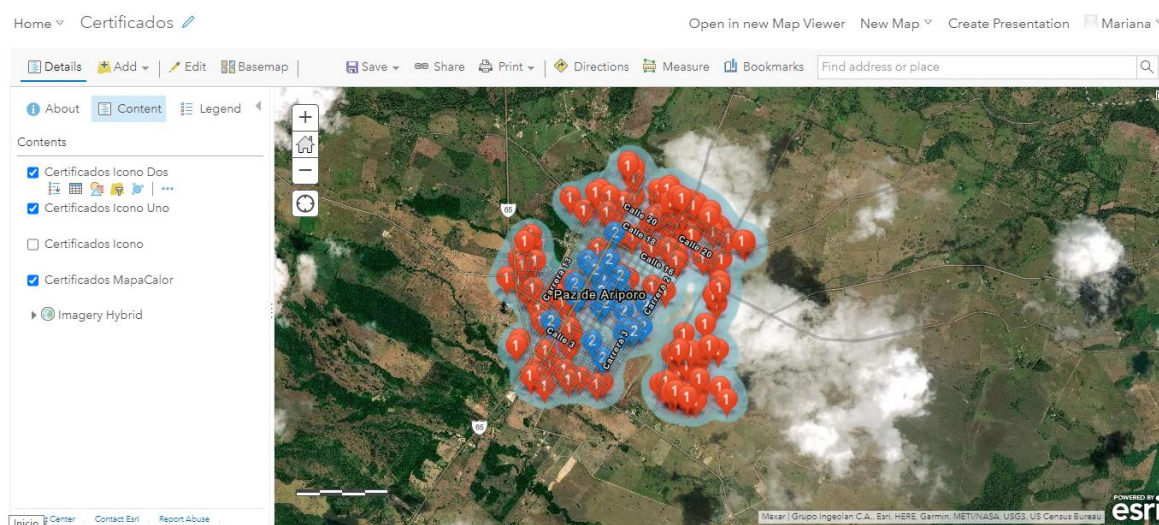 Home Certificados Open in new Map Viewer New Map Create Presentation Mariana
Details Add Edit Basemap Save Share Print Directions Measure Bookmarks Find address or place
About Content Legend
Contents
Certificados Icono Dos
Certificados Icono Uno
Certificados Icono
Certificados MapaCalor
Imagery Hybrid
65
Calle 20
Calle 18
Calle 20
Calle 16
Carrera 13
Carrera 2
Paz de Ariporo
Calle 3
Carrera 3
65
Inicio Center Contact Esri Report Abuse
Maxar | Grupo Ingeolan C.A., Esri, HERE, Garmin, METI/NASA, USGS, US Census Bureau
POWERED BY
esri